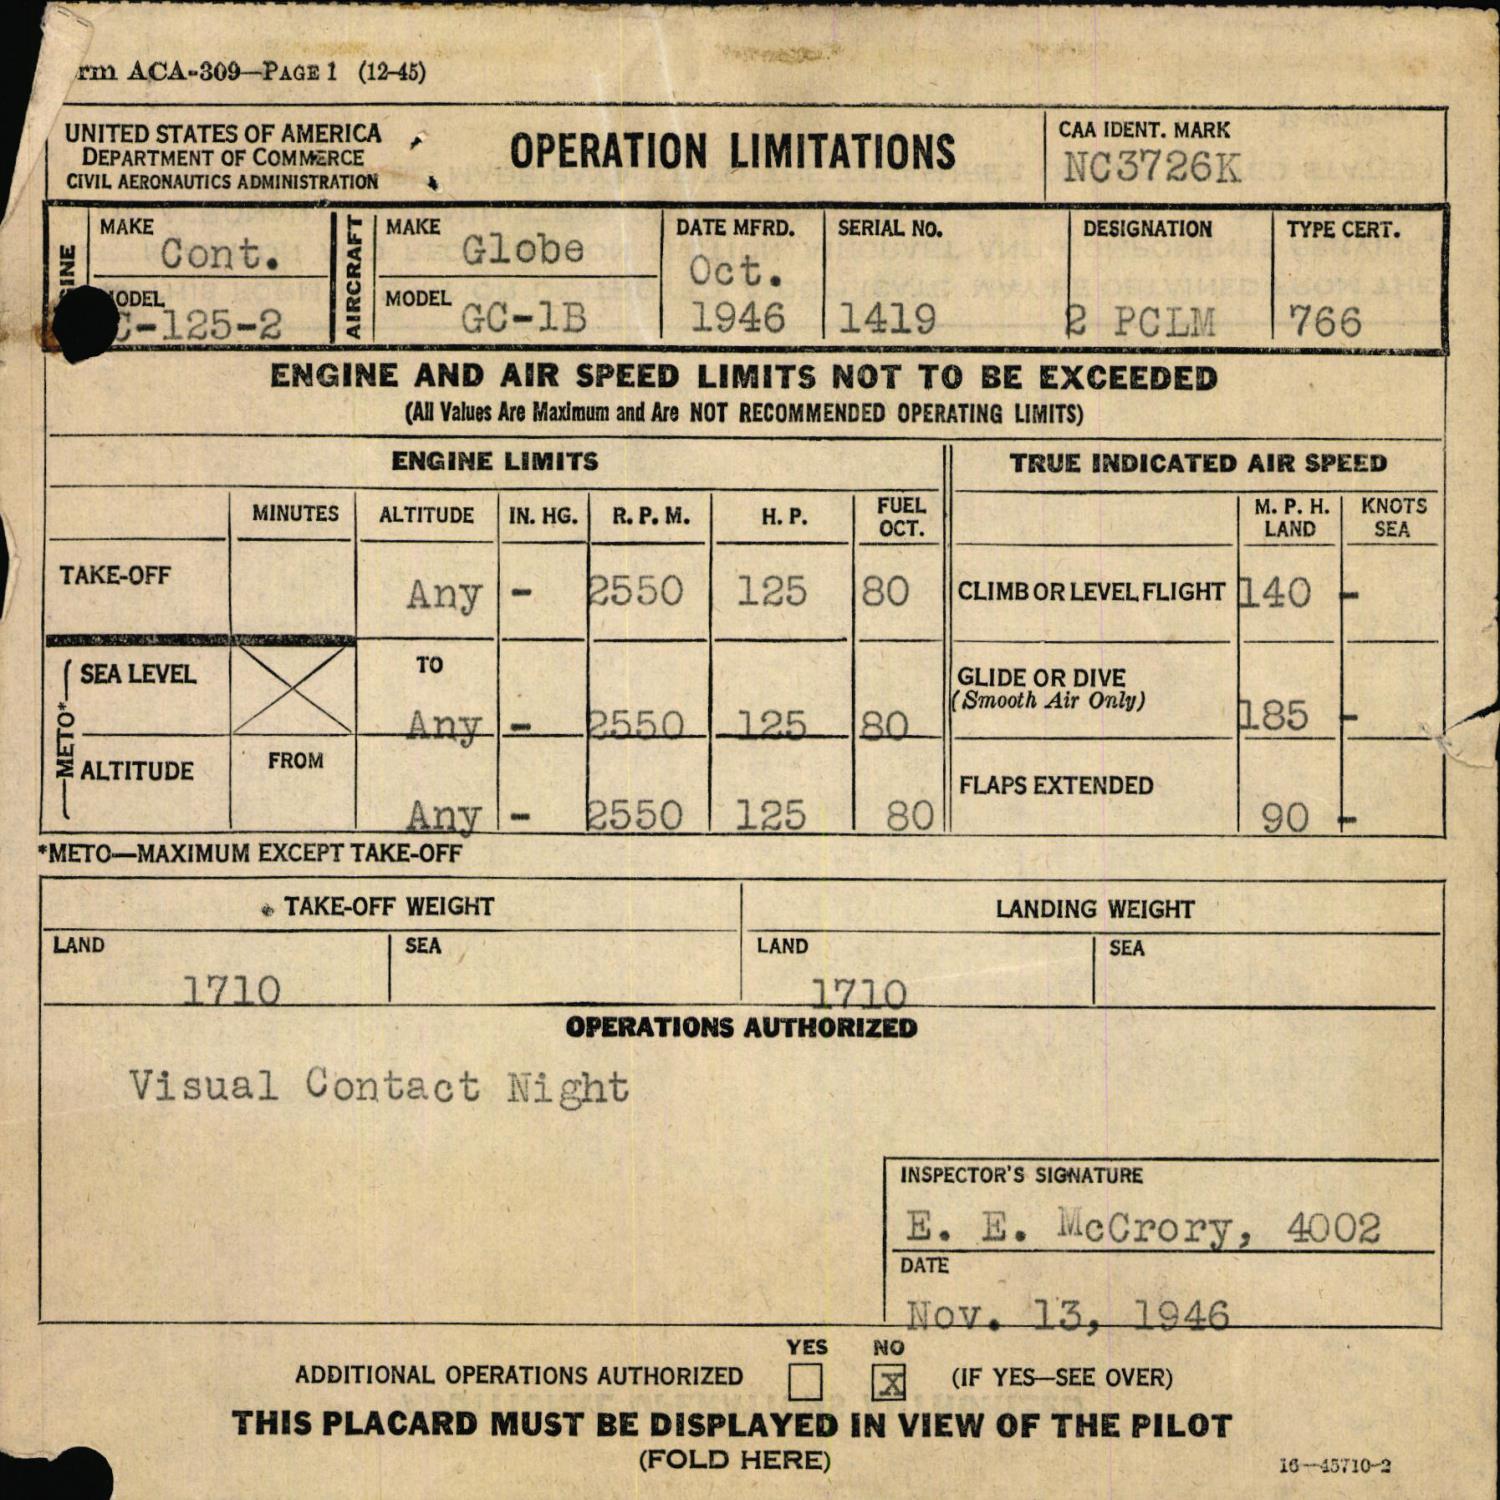 rm ACA-309—PAGE 1 (12-45)
UNITED STATES OF AMERICA
DEPARTMENT OF COMMERCE
CIVIL AERONAUTICS ADMINISTRATION
OPERATION LIMITATIONS
CAA IDENT. MARK
NC3726K
INE
MAKE
Cont.
ODEL
C-125-2
AIRCRAFT
MAKE
Globe
MODEL
GC-1B
DATE MFRD.
Oct.
1946
SERIAL NO.
1419
DESIGNATION
2 PCLM
TYPE CERT.
766
ENGINE AND AIR SPEED LIMITS NOT TO BE EXCEEDED
(All Values Are Maximum and Are NOT RECOMMENDED OPERATING LIMITS)
ENGINE LIMITS
TRUE INDICATED AIR SPEED
MINUTES ALTITUDE IN. HG. R. P. M. H. P. FUEL OCT.
M. P. H. LAND KNOTS SEA
TAKE-OFF Any - 2550 125 80
CLIMB OR LEVEL FLIGHT 140 -
METO*
SEA LEVEL TO Any - 2550 125 80
GLIDE OR DIVE
(Smooth Air Only) 185 -
ALTITUDE FROM Any - 2550 125 80
FLAPS EXTENDED 90 -
*METO—MAXIMUM EXCEPT TAKE-OFF
TAKE-OFF WEIGHT
LANDING WEIGHT
LAND SEA LAND SEA
1710 1710
OPERATIONS AUTHORIZED
Visual Contact Night
INSPECTOR'S SIGNATURE
E. E. McCrory, 4002
DATE
Nov. 13, 1946
YES NO
ADDITIONAL OPERATIONS AUTHORIZED X (IF YES—SEE OVER)
THIS PLACARD MUST BE DISPLAYED IN VIEW OF THE PILOT
(FOLD HERE)
16—45710-2